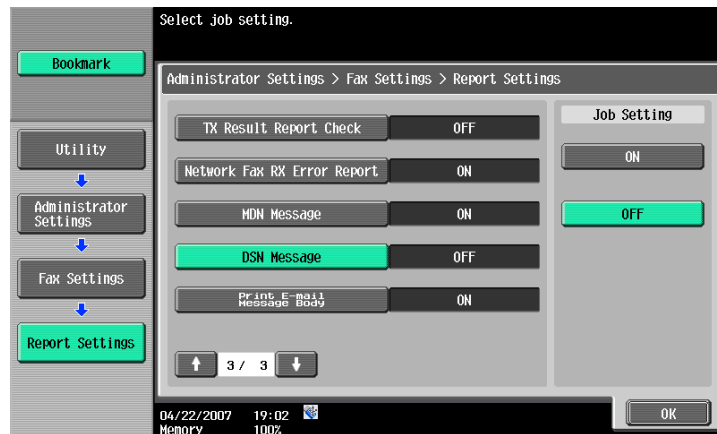 Select job setting.
Bookmark
Administrator Settings > Fax Settings > Report Settings
Utility
Administrator
Settings
Fax Settings
Report Settings
TX Result Report Check OFF
Network Fax RX Error Report ON
MDN Message ON
DSN Message OFF
Print E-mail
Message Body ON
3/ 3
Job Setting
ON
OFF
04/22/2007 19:02
Memory 100%
OK